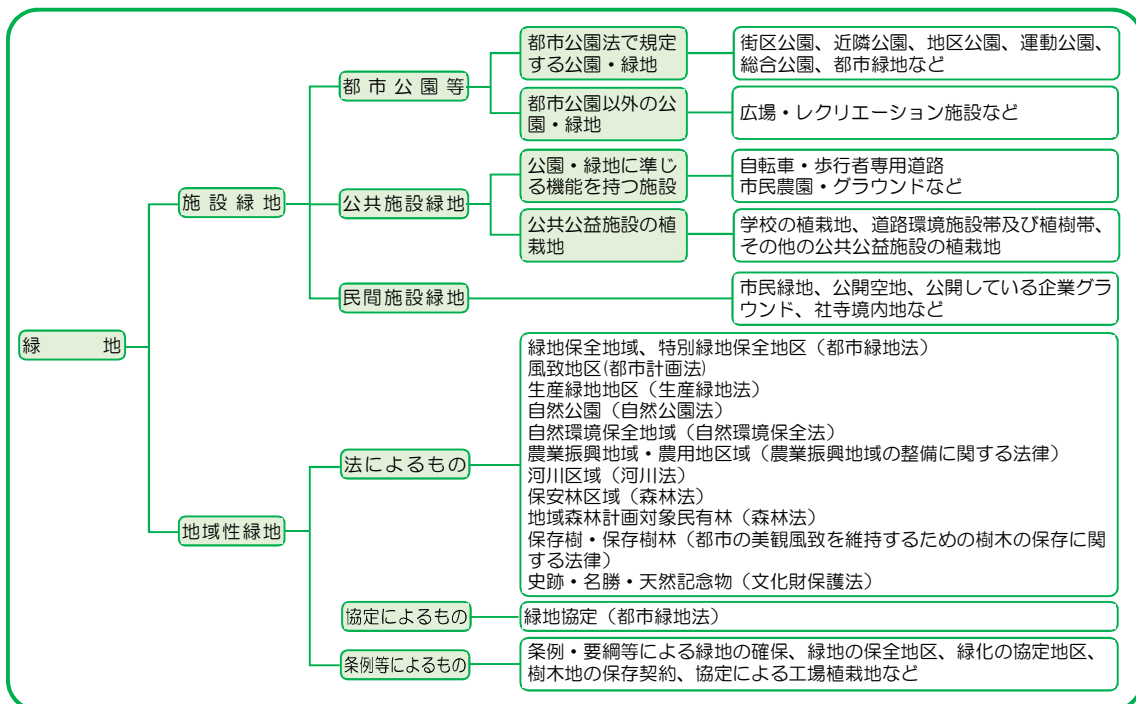 緑地
施設緑地
都市公園等
都市公園法で規定
する公園・緑地
街区公園、近隣公園、地区公園、運動公園、
総合公園、都市緑地など
都市公園以外の公
園・緑地
広場・レクリエーション施設など
公共施設緑地
公園・緑地に準じ
る機能を持つ施設
自転車・歩行者専用道路
市民農園・グラウンドなど
公共公益施設の植
栽地
学校の植栽地、道路環境施設帯及び植樹帯、
その他の公共公益施設の植栽地
民間施設緑地
市民緑地、公開空地、公開している企業グラ
ウンド、社寺境内地など
地域性緑地
法によるもの
緑地保全地域、特別緑地保全地区（都市緑地法）
風致地区(都市計画法)
生産緑地地区（生産緑地法）
自然公園（自然公園法）
自然環境保全地域（自然環境保全法）
農業振興地域・農用地区域（農業振興地域の整備に関する法律）
河川区域（河川法）
保安林区域（森林法）
地域森林計画対象民有林（森林法）
保存樹・保存樹林（都市の美観風致を維持するための樹木の保存に関
する法律）
史跡・名勝・天然記念物（文化財保護法）
協定によるもの
緑地協定（都市緑地法）
条例等によるもの
条例・要綱等による緑地の確保、緑地の保全地区、緑化の協定地区、
樹木地の保存契約、協定による工場植栽地など